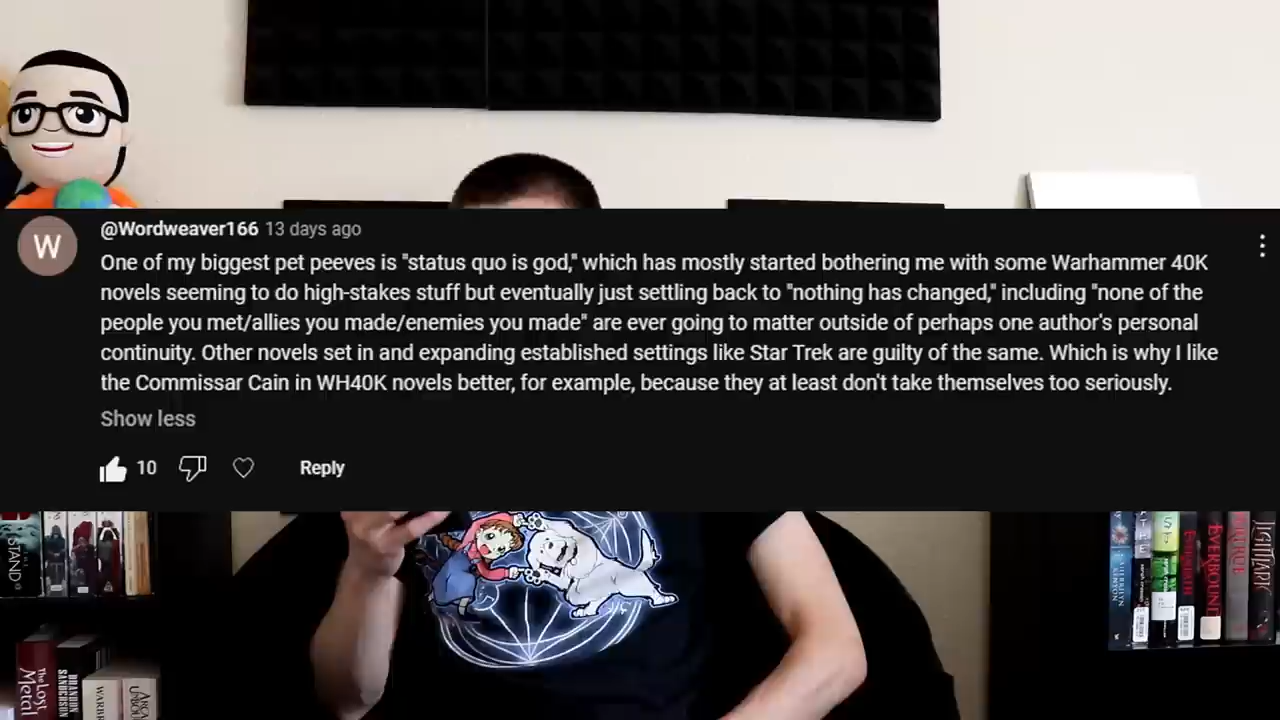 @Wordweaver166 13 days ago
W
One of my biggest pet peeves is "status quo is god," which has mostly started bothering me with some Warhammer 40K
novels seeming to do high-stakes stuff but eventually just settling back to "nothing has changed," including "none of the
people you met/allies you made/enemies you made" are ever going to matter outside of perhaps one author's personal
continuity. Other novels set in and expanding established settings like Star Trek are guilty of the same. Which is why I like
the Commissar Cain in WH40K novels better, for example, because they at least don't take themselves too seriously.
Show less
10
Reply
STAND
EVERBOUND
The Lost
Metal
BRANDON
SANDERSON